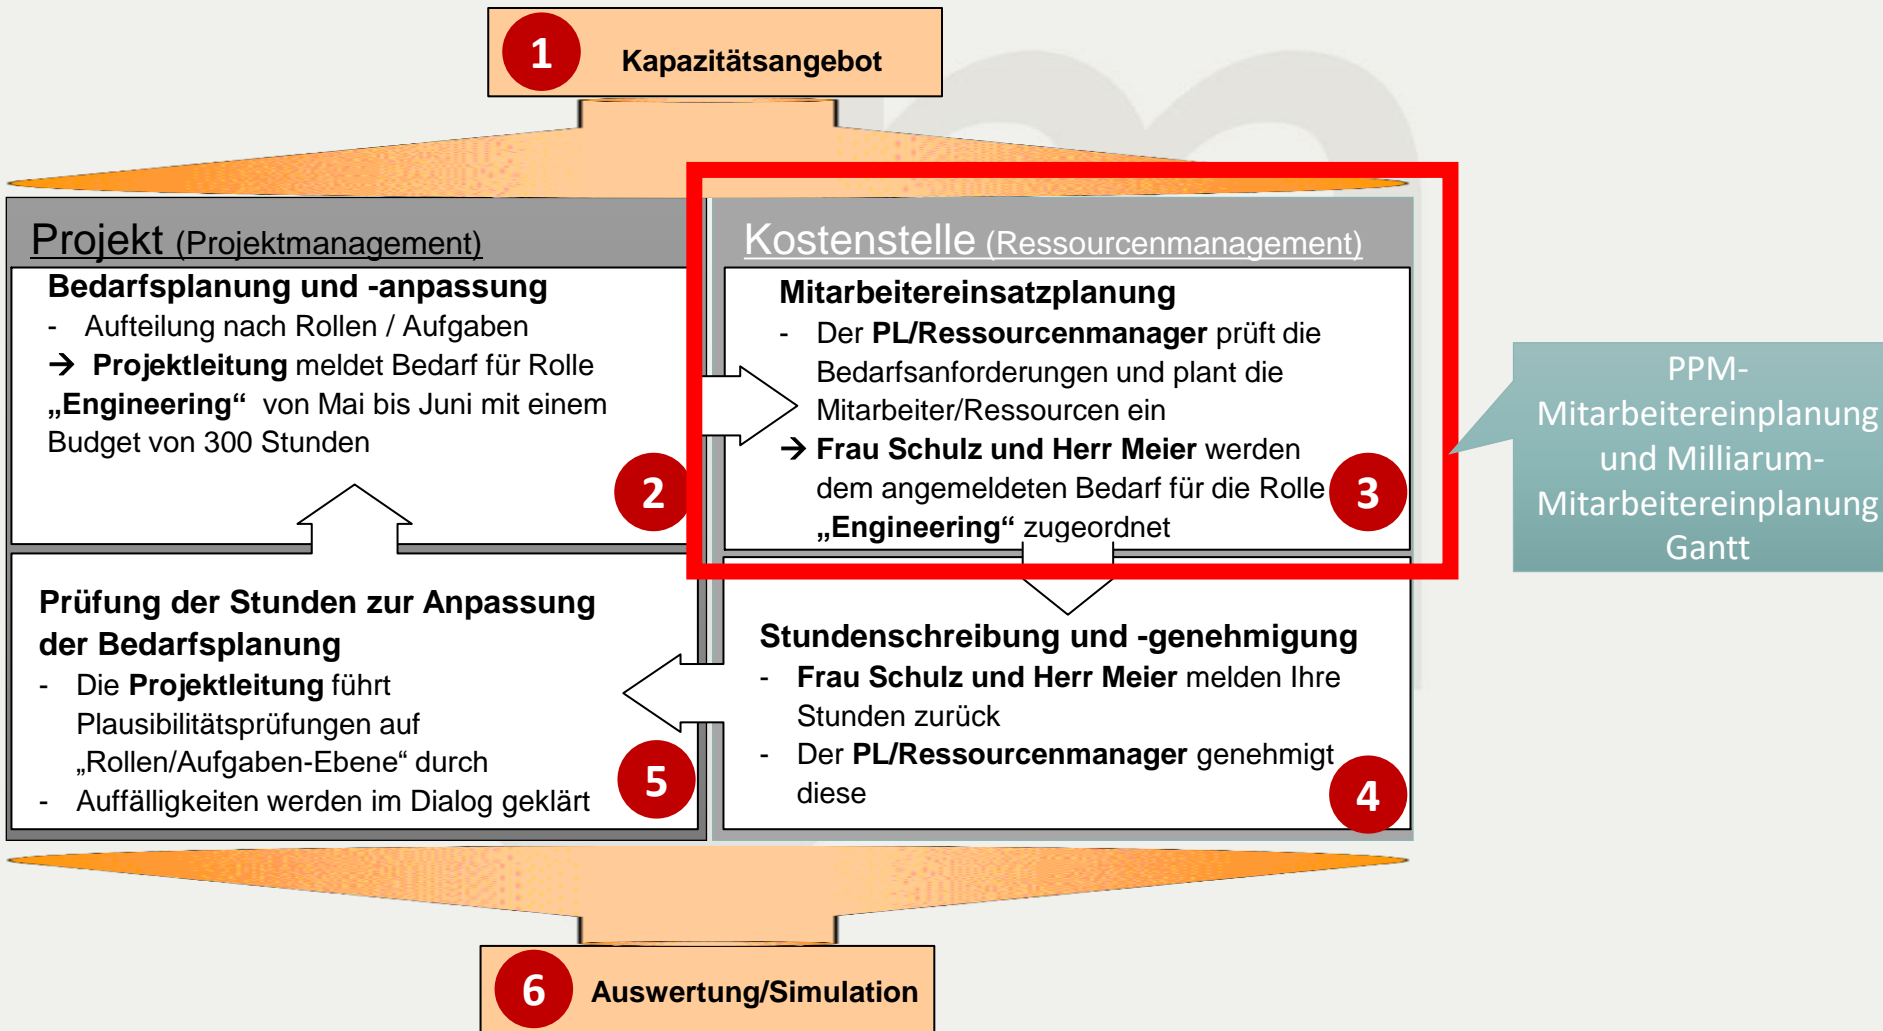 1
Kapazitätsangebot
Projekt (Projektmanagement)
Bedarfsplanung und -anpassung
- Aufteilung nach Rollen / Aufgaben
→ Projektleitung meldet Bedarf für Rolle
„Engineering“ von Mai bis Juni mit einem
Budget von 300 Stunden
2
Kostenstelle (Ressourcenmanagement)
Mitarbeitereinsatzplanung
- Der PL/Ressourcenmanager prüft die
Bedarfsanforderungen und plant die
Mitarbeiter/Ressourcen ein
→ Frau Schulz und Herr Meier werden
dem angemeldeten Bedarf für die Rolle
„Engineering“ zugeordnet
3
PPM-
Mitarbeitereinplanung
und Milliarum-
Mitarbeitereinplanung
Gantt
Stundenschreibung und -genehmigung
- Frau Schulz und Herr Meier melden Ihre
Stunden zurück
- Der PL/Ressourcenmanager genehmigt
diese
4
Prüfung der Stunden zur Anpassung
der Bedarfsplanung
- Die Projektleitung führt
Plausibilitätsprüfungen auf
„Rollen/Aufgaben-Ebene“ durch
- Auffälligkeiten werden im Dialog geklärt
5
6
Auswertung/Simulation